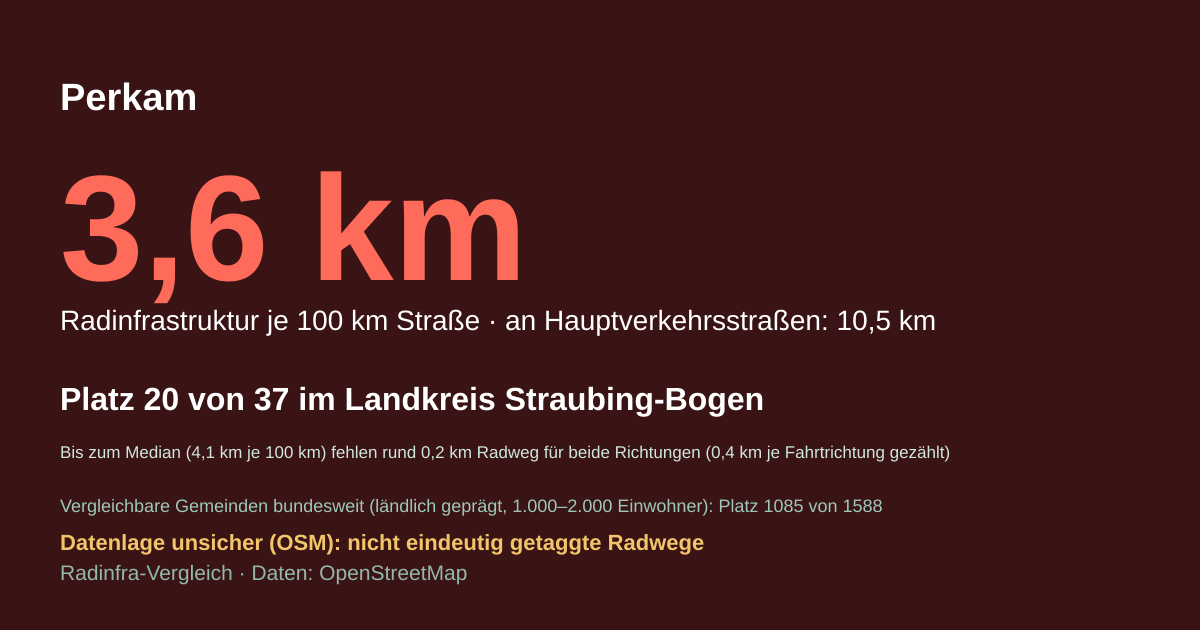 Perkam
3,6 km
Radinfrastruktur je 100 km Straße · an Hauptverkehrsstraßen: 10,5 km
Platz 20 von 37 im Landkreis Straubing-Bogen
Bis zum Median (4,1 km je 100 km) fehlen rund 0,2 km Radweg für beide Richtungen (0,4 km je Fahrtrichtung gezählt)
Vergleichbare Gemeinden bundesweit (ländlich geprägt, 1.000–2.000 Einwohner): Platz 1085 von 1588
Datenlage unsicher (OSM): nicht eindeutig getaggte Radwege
Radinfra-Vergleich · Daten: OpenStreetMap